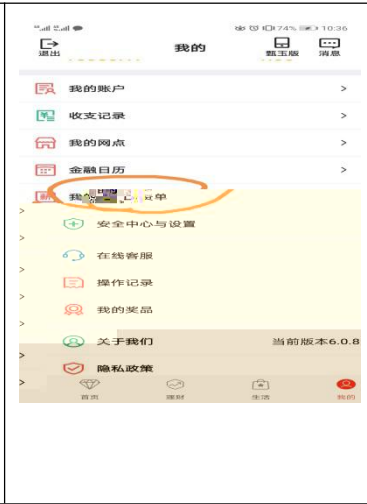 74% 10:36
退出
我的
甄玉版
消息
我的账户 >
收支记录 >
我的网点 >
金融日历 >
我 单
安全中心与设置
在线客服
操作记录
我的奖品
关于我们 当前版本6.0.8
隐私政策
首页 理财 生活 我的